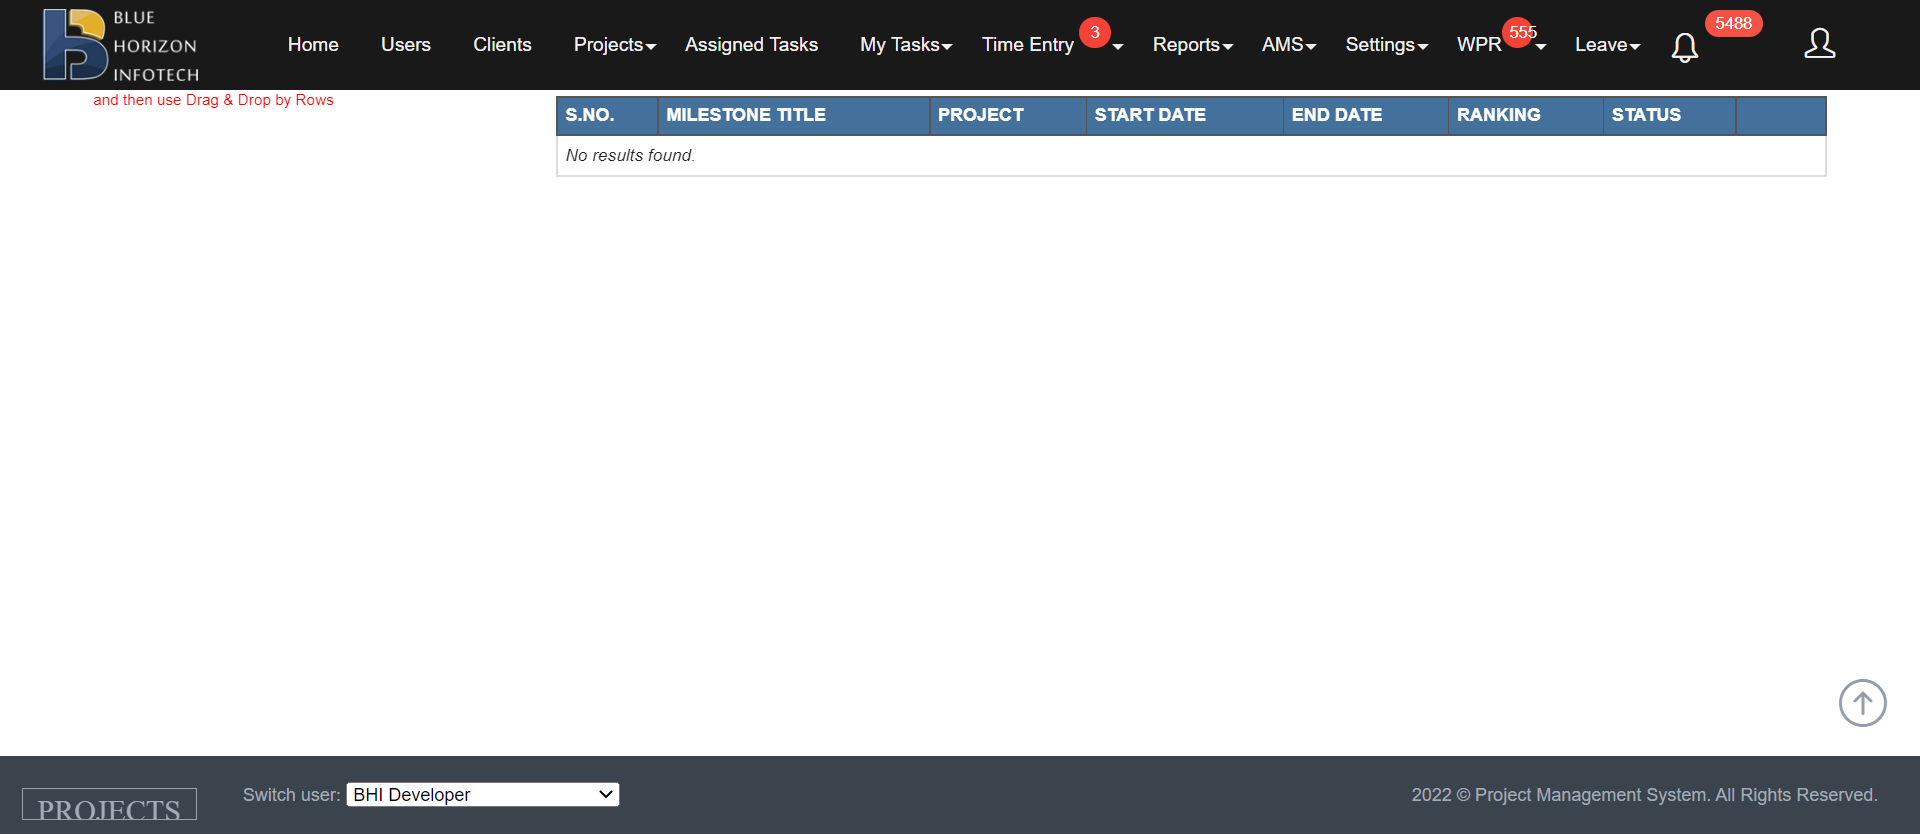 BLUE
HORIZON
INFOTECH
Home Users Clients Projects Assigned Tasks My Tasks Time Entry 3 Reports AMS Settings WPR 555 Leave 5488
and then use Drag & Drop by Rows
S.NO. MILESTONE TITLE PROJECT START DATE END DATE RANKING STATUS
No results found.
PROJECTS
Switch user: BHI Developer
2022 © Project Management System. All Rights Reserved.